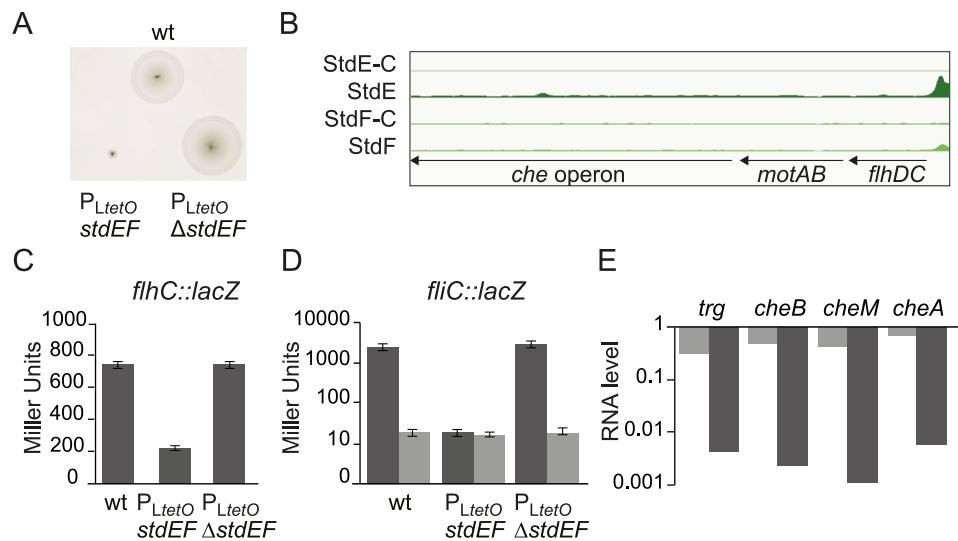 A
wt
P LtetO stdEF
P LtetO ΔstdEF
B
StdE-C
StdE
StdF-C
StdF
che operon
motAB
flhDC
C
flhC::lacZ
Miller Units
1000
800
600
400
200
0
wt
P LtetO stdEF
P LtetO ΔstdEF
D
fliC::lacZ
Miller Units
10000
1000
100
10
0
wt
P LtetO stdEF
P LtetO ΔstdEF
E
trg cheB cheM cheA
RNA level
1
0.1
0.01
0.001